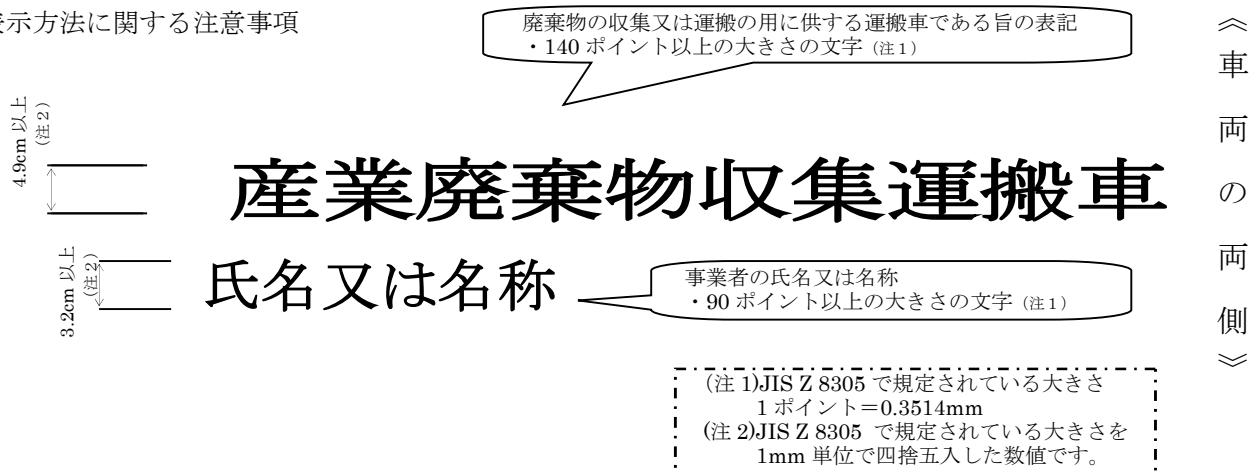 示方法に関する注意事項
廃棄物の収集又は運搬の用に供する運搬車である旨の表記
・140 ポイント以上の大きさの文字 (注1)
4.9cm 以上
(注2)
産業廃棄物収集運搬車
3.2cm 以上
(注2)
氏名又は名称
事業者の氏名又は名称
・90 ポイント以上の大きさの文字 (注1)
(注 1)JIS Z 8305 で規定されている大きさ
1 ポイント＝0.3514mm
(注 2)JIS Z 8305 で規定されている大きさを
1mm 単位で四捨五入した数値です。
《車両の両側》